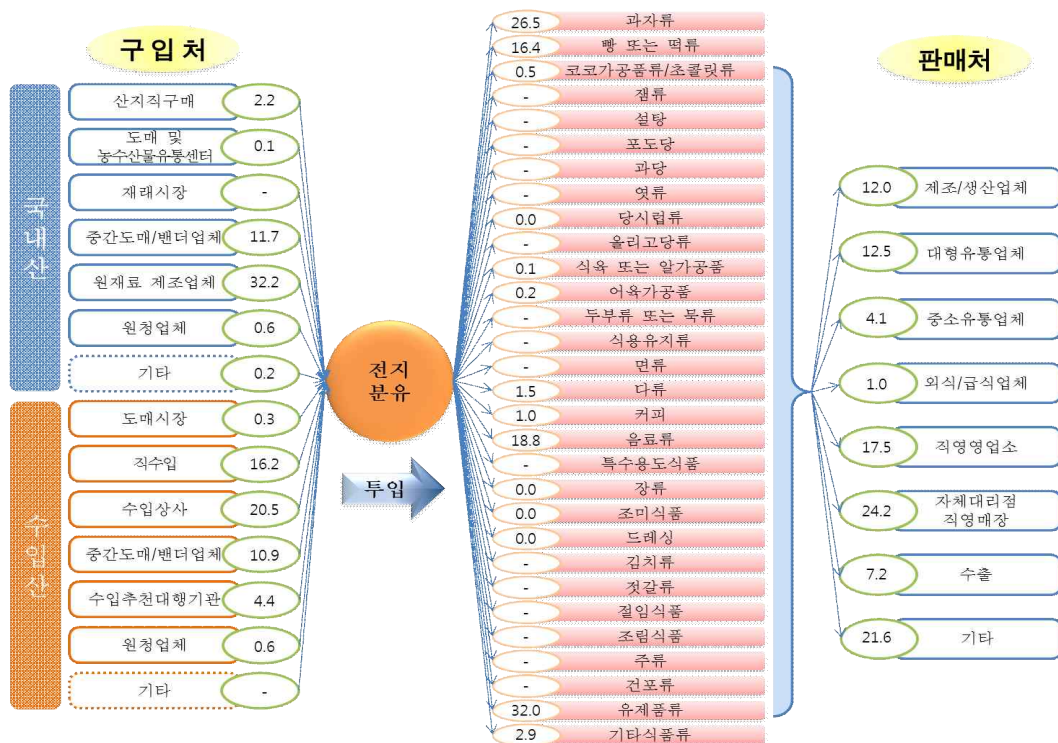 구입처
국내산
산지직구매 2.2
도매 및
농수산물유통센터 0.1
재래시장 -
중간도매/밴더업체 11.7
원재료 제조업체 32.2
원청업체 0.6
기타 0.2
수입산
도매시장 0.3
직수입 16.2
수입상사 20.5
중간도매/밴더업체 10.9
수입추천대행기관 4.4
원청업체 0.6
기타 -
전지
분유
투입
26.5 과자류
16.4 빵 또는 떡류
0.5 코코가공품류/초콜릿류
- 잼류
- 설탕
- 포도당
- 과당
- 엿류
0.0 당시럽류
- 올리고당류
0.1 식육 또는 알가공품
0.2 어육가공품
- 두부류 또는 묵류
- 식용유지류
- 면류
1.5 다류
1.0 커피
18.8 음료류
- 특수용도식품
0.0 장류
0.0 조미식품
0.0 드레싱
- 김치류
- 젓갈류
- 절임식품
- 조림식품
- 주류
- 건포류
32.0 유제품류
2.9 기타식품류
판매처
12.0 제조/생산업체
12.5 대형유통업체
4.1 중소유통업체
1.0 외식/급식업체
17.5 직영영업소
24.2 자체대리점
직영매장
7.2 수출
21.6 기타